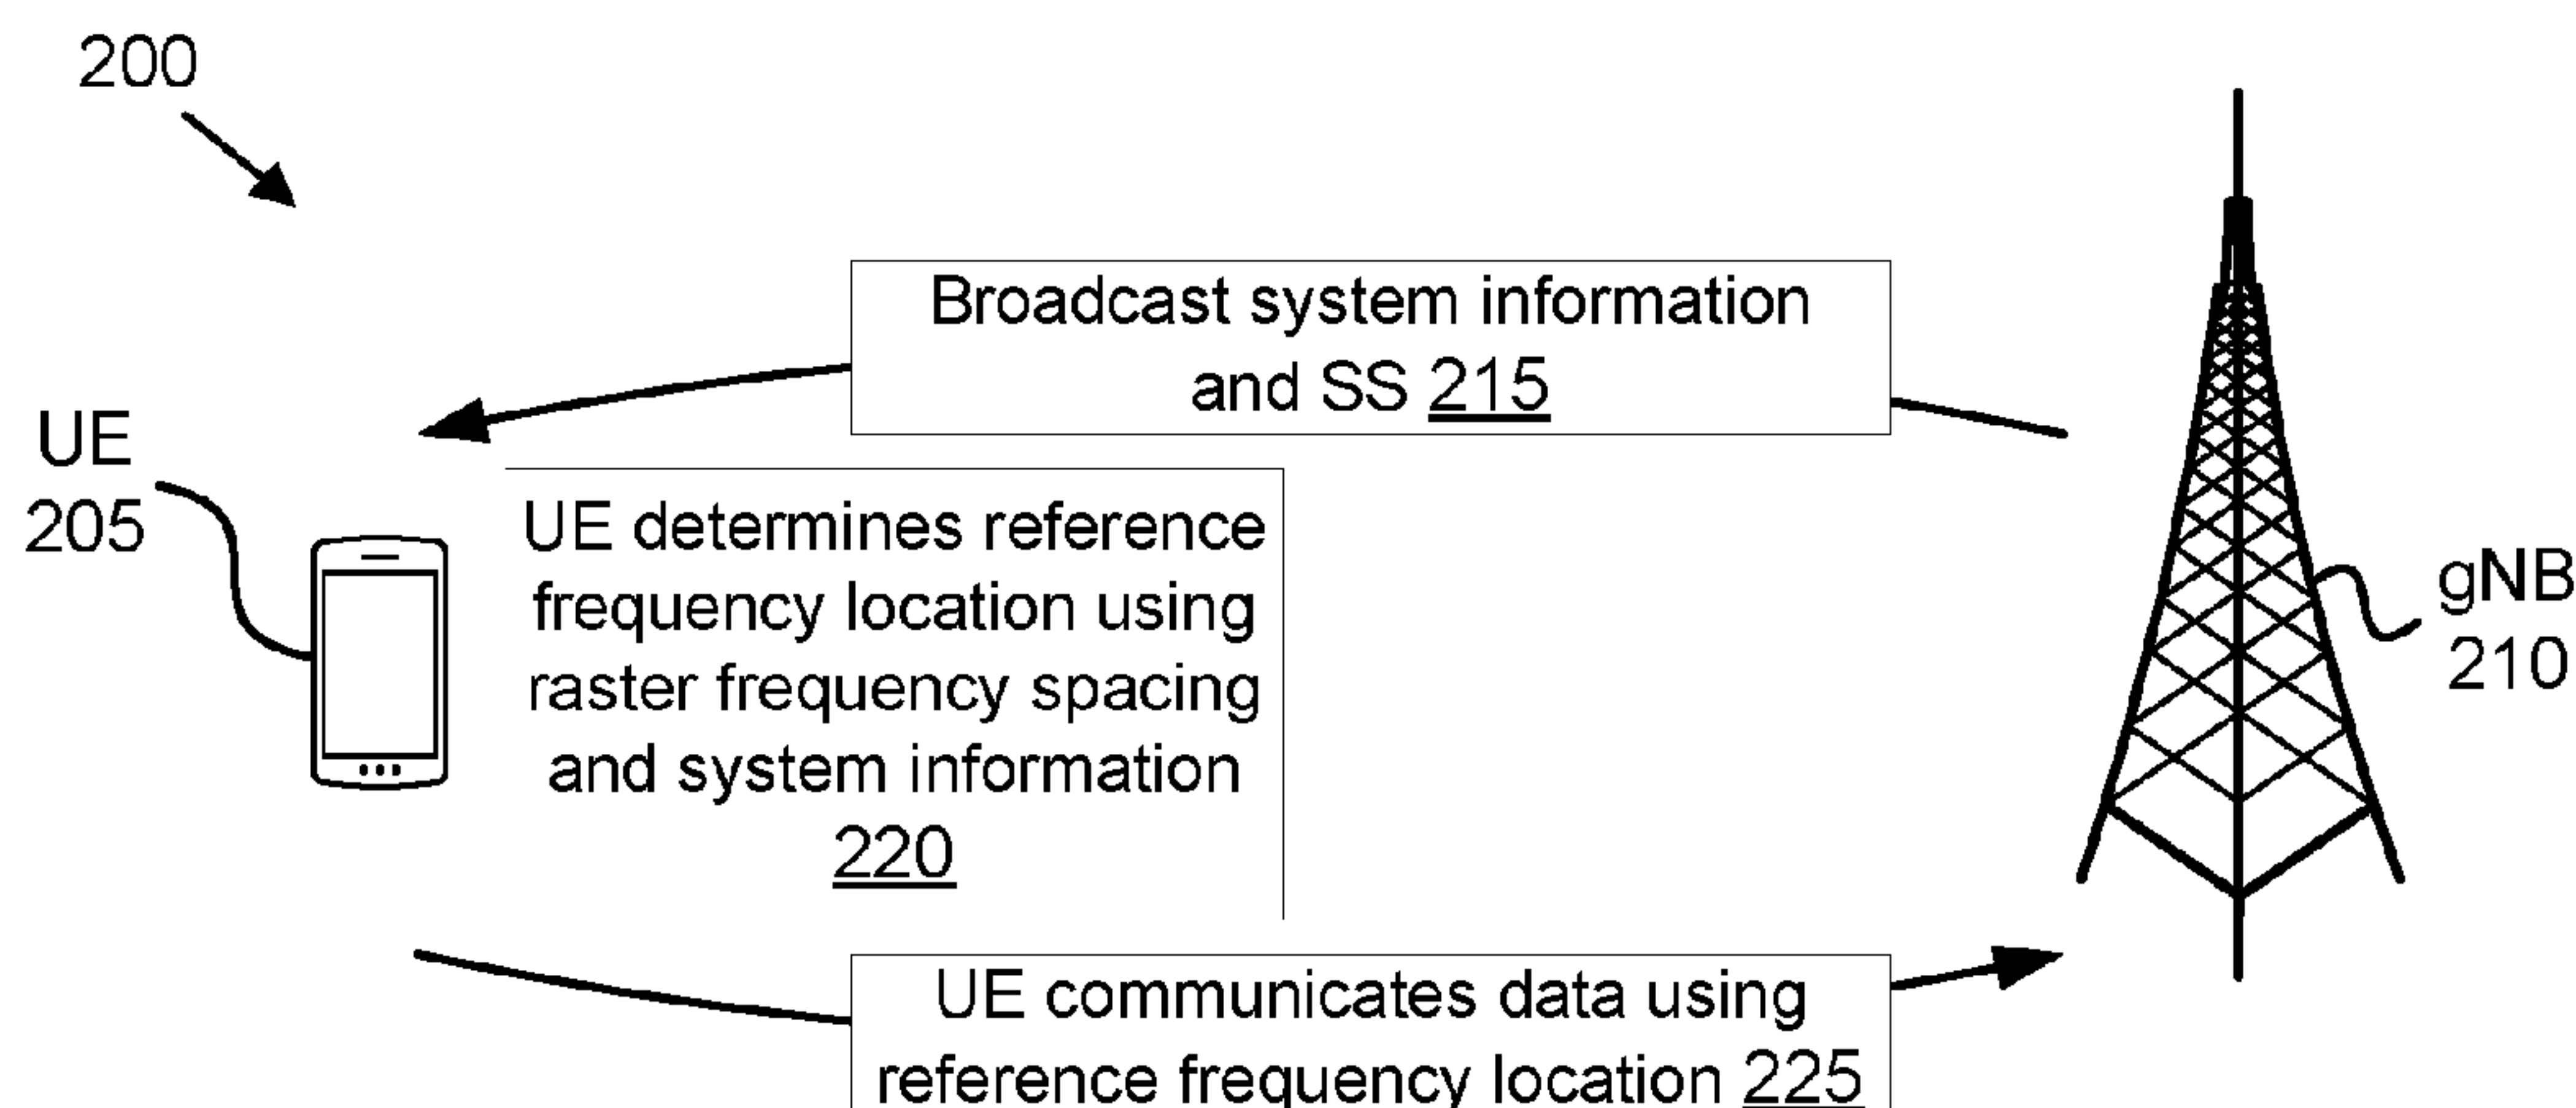 200
Broadcast system information
and SS 215
UE
205
UE determines reference
frequency location using
raster frequency spacing
and system information
220
gNB
210
UE communicates data using
reference frequency location 225